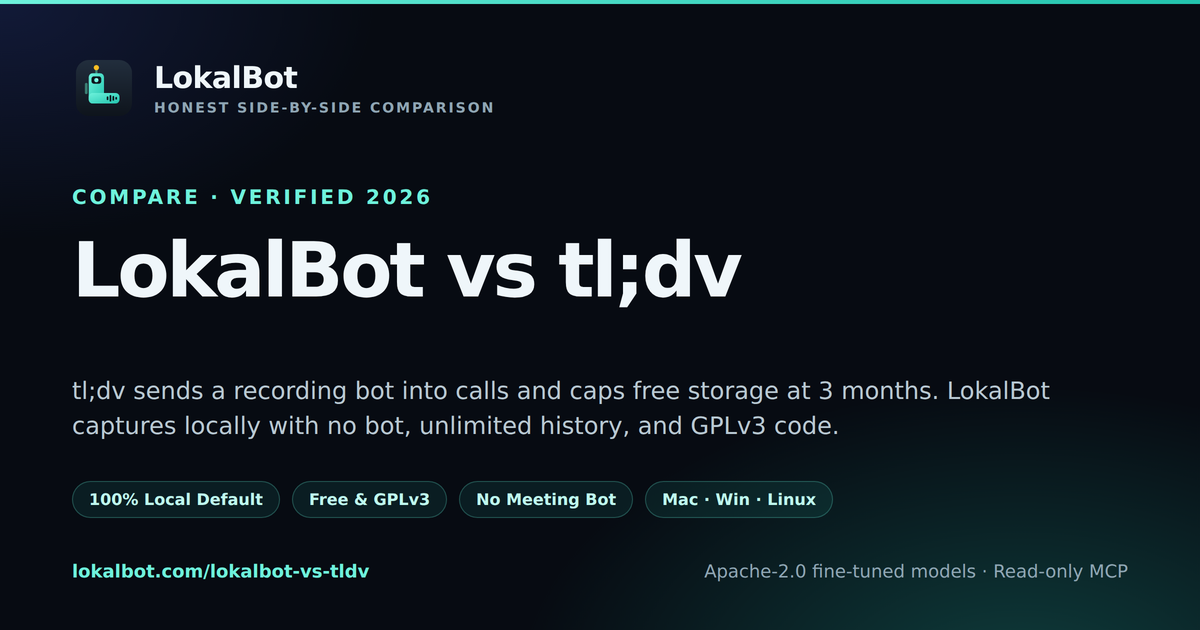 LokalBot
HONEST SIDE-BY-SIDE COMPARISON
COMPARE · VERIFIED 2026
LokalBot vs tl;dv
tl;dv sends a recording bot into calls and caps free storage at 3 months. LokalBot
captures locally with no bot, unlimited history, and GPLv3 code.
100% Local Default
Free & GPLv3
No Meeting Bot
Mac · Win · Linux
lokalbot.com/lokalbot-vs-tldv
Apache-2.0 fine-tuned models · Read-only MCP